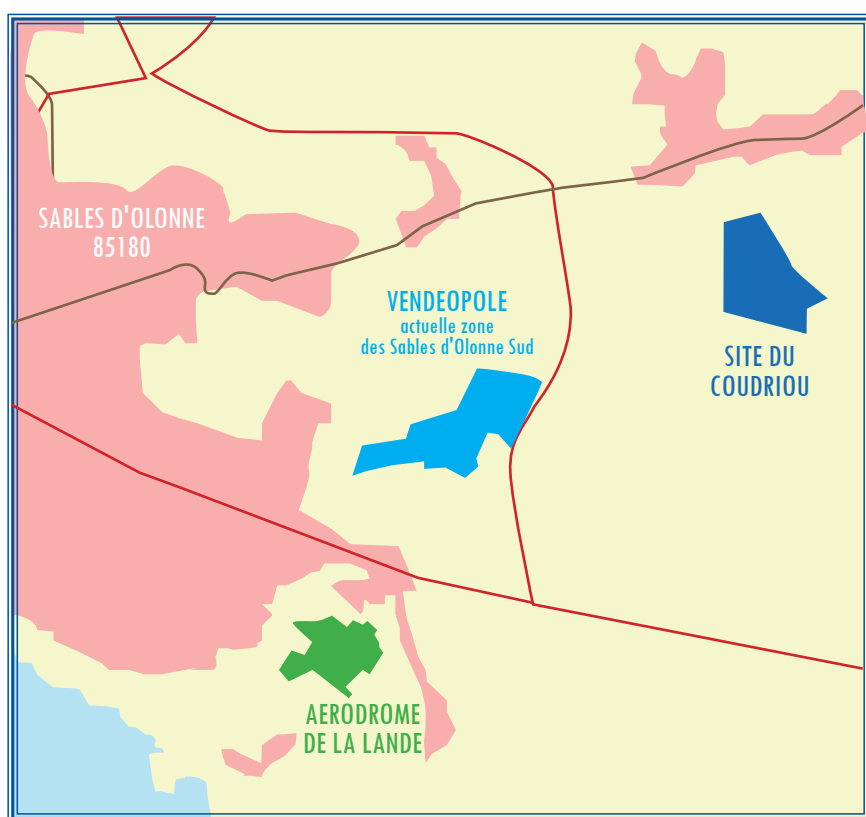 SABLES D'OLONNE
85180
VENDEOPOLE
actuelle zone
des Sables d'Olonne Sud
SITE DU
COUDRIOU
AERODROME
DE LA LANDE